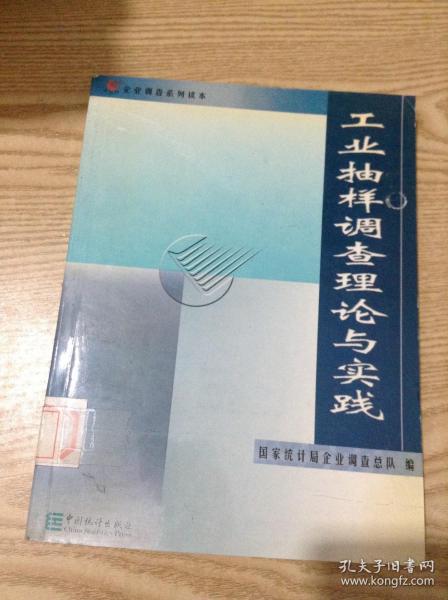 企业调查系列读本
工业抽样调查理论与实践
国家统计局企业调查总队 编
中国统计出版社
China Statistics Press
孔夫子旧书网
www.kongfz.com